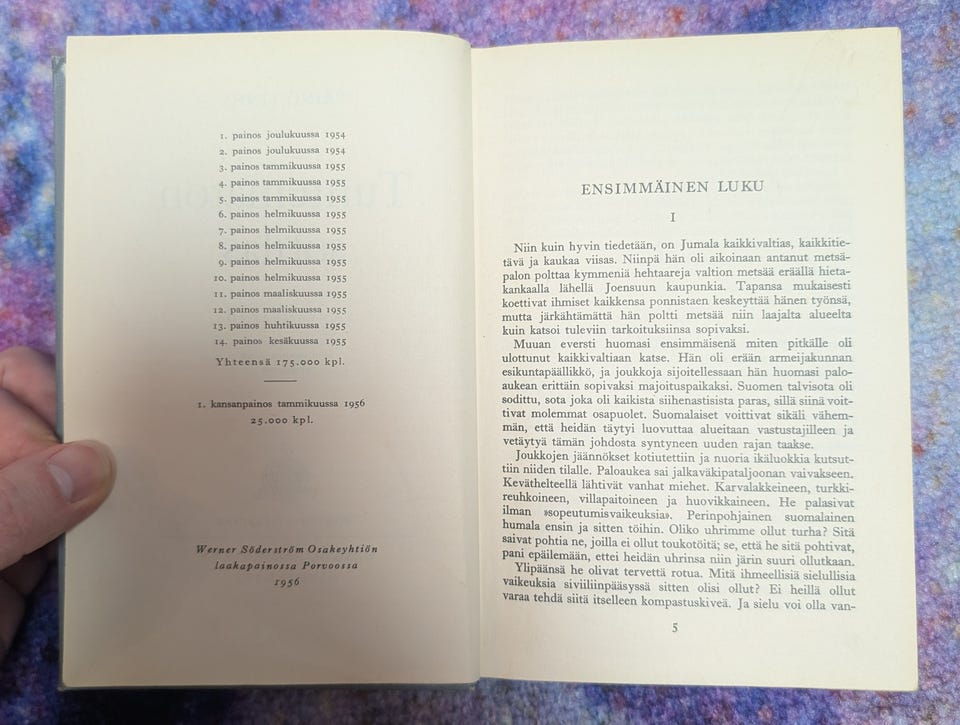 1. painos joulukuussa 1954
2. painos joulukuussa 1954
3. painos tammikuussa 1955
4. painos tammikuussa 1955
5. painos tammikuussa 1955
6. painos helmikuussa 1955
7. painos helmikuussa 1955
8. painos helmikuussa 1955
9. painos helmikuussa 1955
10. painos helmikuussa 1955
11. painos maaliskuussa 1955
12. painos maaliskuussa 1955
13. painos huhtikuussa 1955
14. painos kesäkuussa 1955
Yhteensä 175.000 kpl.
1. kansanpainos tammikuussa 1956
25.000 kpl.
Werner Söderström Osakeyhtiön
laakapainossa Porvoossa
1956
ENSIMMÄINEN LUKU
I
Niin kuin hyvin tiedetään, on Jumala kaikkivaltias, kaikkitie-
tävä ja kaukaa viisas. Niinpä hän oli aikoinaan antanut metsä-
palon polttaa kymmeniä hehtaareja valtion metsää eräällä hieta-
kankaalla lähellä Joensuun kaupunkia. Tapansa mukaisesti
koettivat ihmiset kaikkensa ponnistaen keskeyttää hänen työnsä,
mutta järkähtämättä hän poltti metsää niin laajalta alueelta
kuin katsoi tuleviin tarkoituksiinsa sopivaksi.
Muuan eversti huomasi ensimmäisenä miten pitkälle oli
ulottunut kaikkivaltiaan katse. Hän oli erään armeijakunnan
esikuntapäällikkö, ja joukkoja sijoitellessaan hän huomasi palo-
aukean erittäin sopivaksi majoituspaikaksi. Suomen talvisota oli
sodittu, sota joka oli kaikista siihenastisista paras, sillä siinä voit-
tivat molemmat osapuolet. Suomalaiset voittivat sikäli vähem-
män, että heidän täytyi luovuttaa alueitaan vastustajilleen ja
vetäytyä tämän johdosta syntyneen uuden rajan taakse.
Joukkojen jäännökset kotiutettiin ja nuoria ikäluokkia kutsut-
tiin niiden tilalle. Paloaukea sai jalkaväkipataljoonan vaivakseen.
Keväthelteellä lähtivät vanhat miehet. Karvalakkeineen, turkki-
reuhkoineen, villapaitoineen ja huovikkaineen. He palasivat
ilman »sopeutumisvaikeuksia». Perinpohjainen suomalainen
humala ensin ja sitten töihin. Oliko uhrimme ollut turha? Sitä
saivat pohtia ne, joilla ei ollut toukotöitä; se, että he sitä pohtivat,
pani epäilemään, ettei heidän uhrinsa niin järin suuri ollutkaan.
Ylipäänsä he olivat tervettä rotua. Mitä ihmeellisiä sielullisia
vaikeuksia siviiliinpääsyssä sitten olisi ollut? Ei heillä ollut
varaa tehdä siitä itselleen kompastuskiveä. Ja sielu voi olla van-
5